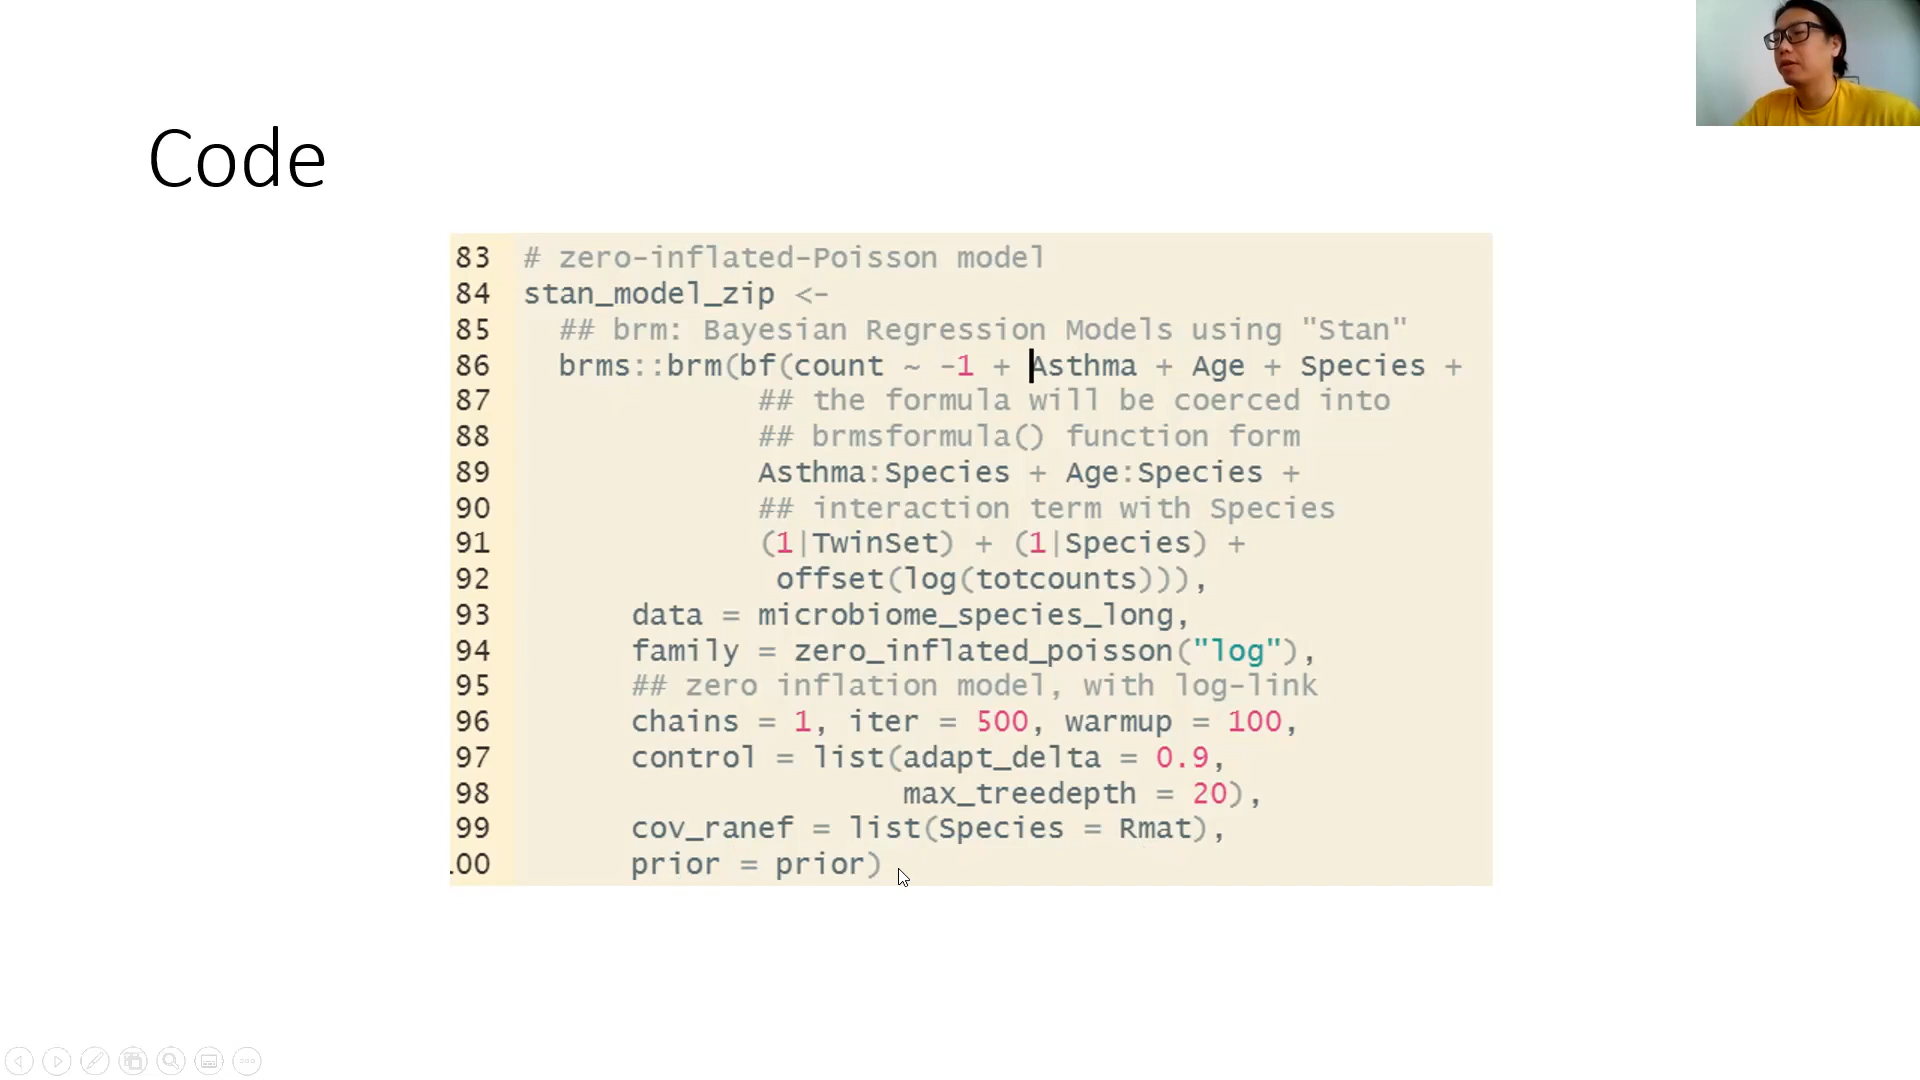 Code
83 # zero-inflated-Poisson model
84 stan_model_zip <-
85 ## brm: Bayesian Regression Models using "Stan"
86 brms::brm(bf(count ~ -1 + Asthma + Age + Species +
87 ## the formula will be coerced into
88 ## brmsformula() function form
89 Asthma:Species + Age:Species +
90 ## interaction term with Species
91 (1|TwinSet) + (1|Species) +
92 offset(log(totcounts))),
93 data = microbiome_species_long,
94 family = zero_inflated_poisson("log"),
95 ## zero inflation model, with log-link
96 chains = 1, iter = 500, warmup = 100,
97 control = list(adapt_delta = 0.9,
98 max_treedepth = 20),
99 cov_ranef = list(Species = Rmat),
00 prior = prior)